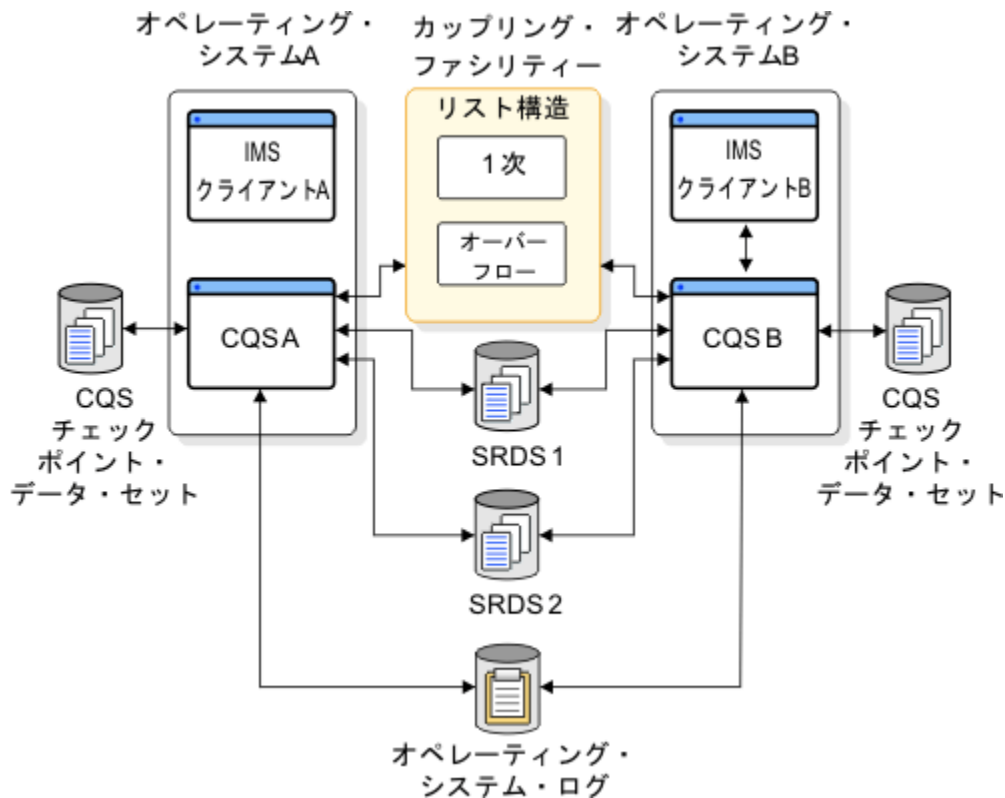 オペレーティング・
システムA
カップリング・
ファシリティー
オペレーティング・
システムB
リスト構造
1次
オーバー
フロー
IMS
クライアントA
IMS
クライアントB
CQSA
CQSB
CQS
チェック
ポイント・
データ・セット
CQS
チェック
ポイント・
データ・セット
SRDS1
SRDS2
オペレーティング・
システム・ログ